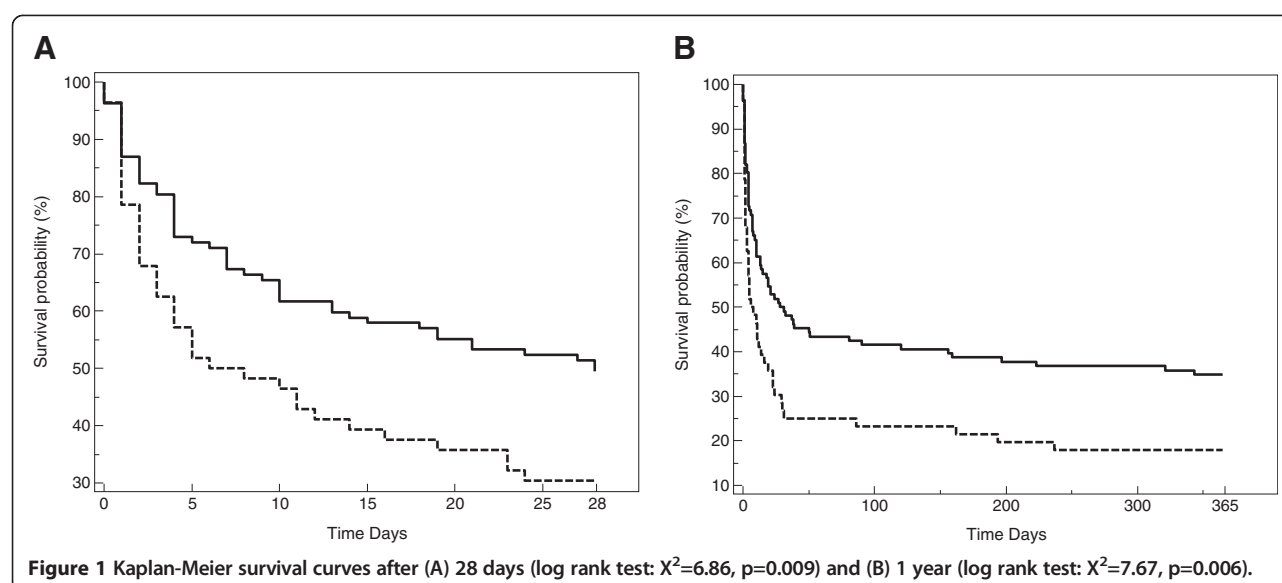 A
B
100
90
80
70
60
50
40
30
Survival probability (%)
0 5 10 15 20 25 28
Time Days
100
90
80
70
60
50
40
30
20
10
Survival probability (%)
0 100 200 300 365
Time Days
Figure 1 Kaplan-Meier survival curves after (A) 28 days (log rank test: X²=6.86, p=0.009) and (B) 1 year (log rank test: X²=7.67, p=0.006).